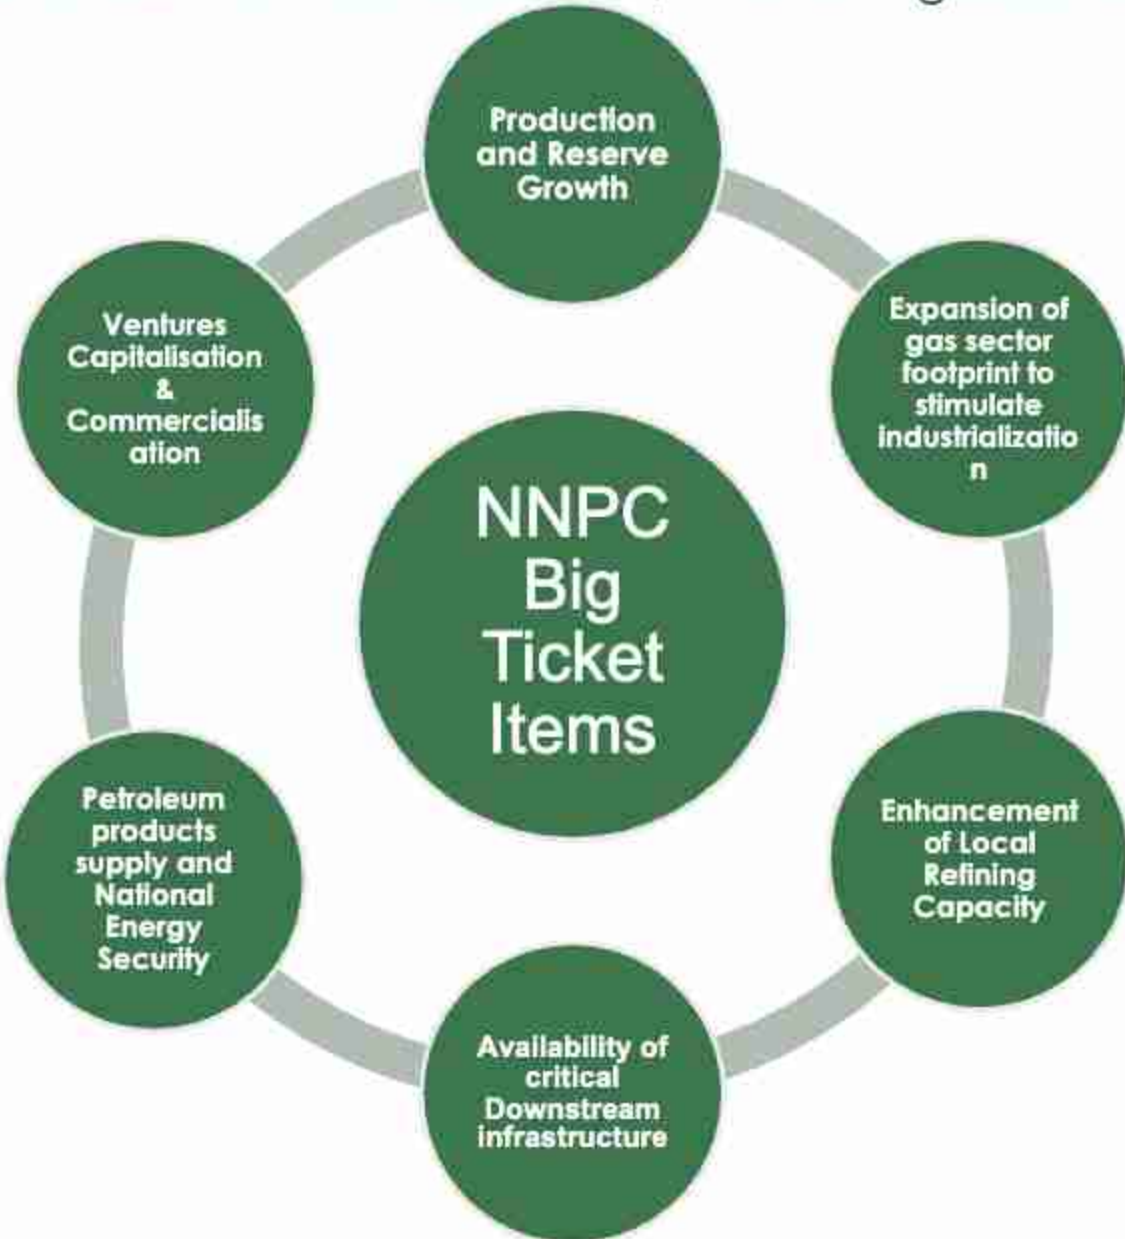 Production
and Reserve
Growth
Expansion of
gas sector
footprint to
stimulate
industrializatio
n
Enhancement
of Local
Refining
Capacity
Availability of
critical
Downstream
infrastructure
Petroleum
products
supply and
National
Energy
Security
Ventures
Capitalisation
&
Commercialis
ation
NNPC
Big
Ticket
Items